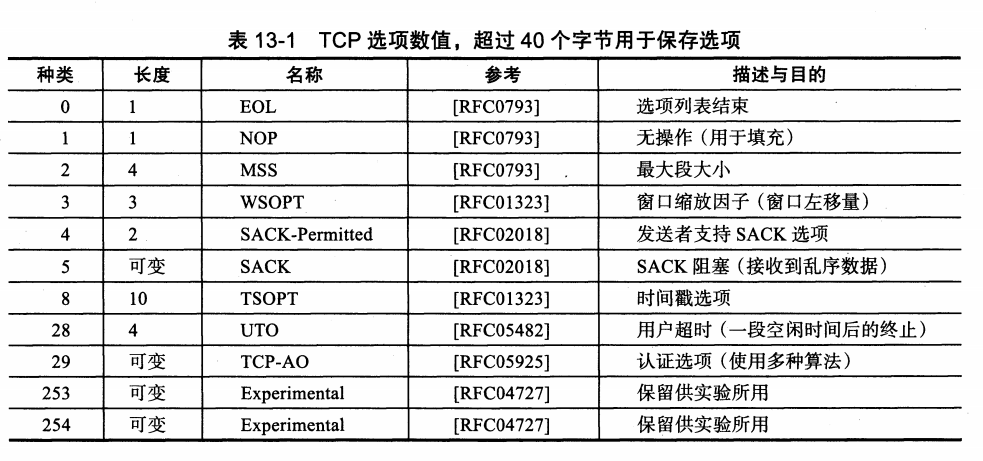 表 13-1 TCP 选项数值，超过 40 个字节用于保存选项
种类 长度 名称 参考 描述与目的
0 1 EOL [RFC0793] 选项列表结束
1 1 NOP [RFC0793] 无操作（用于填充）
2 4 MSS [RFC0793] 最大段大小
3 3 WSOPT [RFC01323] 窗口缩放因子（窗口左移量）
4 2 SACK-Permitted [RFC02018] 发送者支持 SACK 选项
5 可变 SACK [RFC02018] SACK 阻塞（接收到乱序数据）
8 10 TSOPT [RFC01323] 时间戳选项
28 4 UTO [RFC05482] 用户超时（一段空闲时间后的终止）
29 可变 TCP-AO [RFC05925] 认证选项（使用多种算法）
253 可变 Experimental [RFC04727] 保留供实验所用
254 可变 Experimental [RFC04727] 保留供实验所用